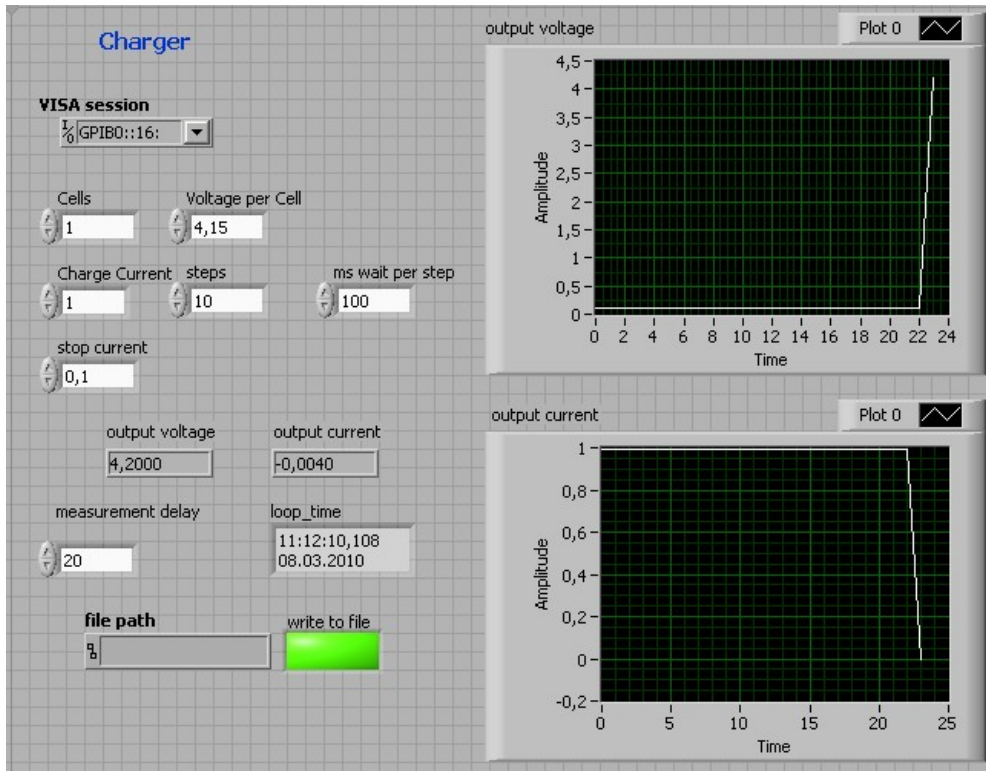 Charger
VISA session
GPIB0::16:
Cells
Voltage per Cell
1
4,15
Charge Current
steps
ms wait per step
1
10
100
stop current
0,1
output voltage
output current
4,2000
-0,0040
measurement delay
loop_time
20
11:12:10,108
08.03.2010
file path
write to file
output voltage
Plot 0
4,5
4
3,5
3
2,5
2
1,5
1
0,5
0
Amplitude
0 2 4 6 8 10 12 14 16 18 20 22 24
Time
output current
Plot 0
1
0,8
0,6
0,4
0,2
0
-0,2
Amplitude
0 5 10 15 20 25
Time